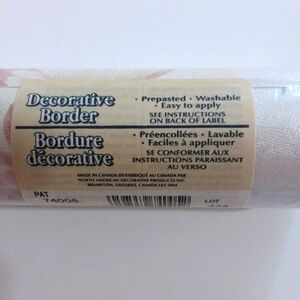 Decorative
Border
• Prepasted • Washable
• Easy to apply
SEE INSTRUCTIONS
ON BACK OF LABEL
Bordure
décorative
• Préencollées • Lavable
• Faciles à appliquer
SE CONFORMER AUX
INSTRUCTIONS PARAISSANT
AU VERSO
MADE IN CANADA BY/FABRIQUÉ AU CANADA PAR
NORTH AMERICAN DECORATIVE PRODUCTS INC.
BRAMPTON, ONTARIO, CANADA L6T 5W4
PAT
74005
LOT